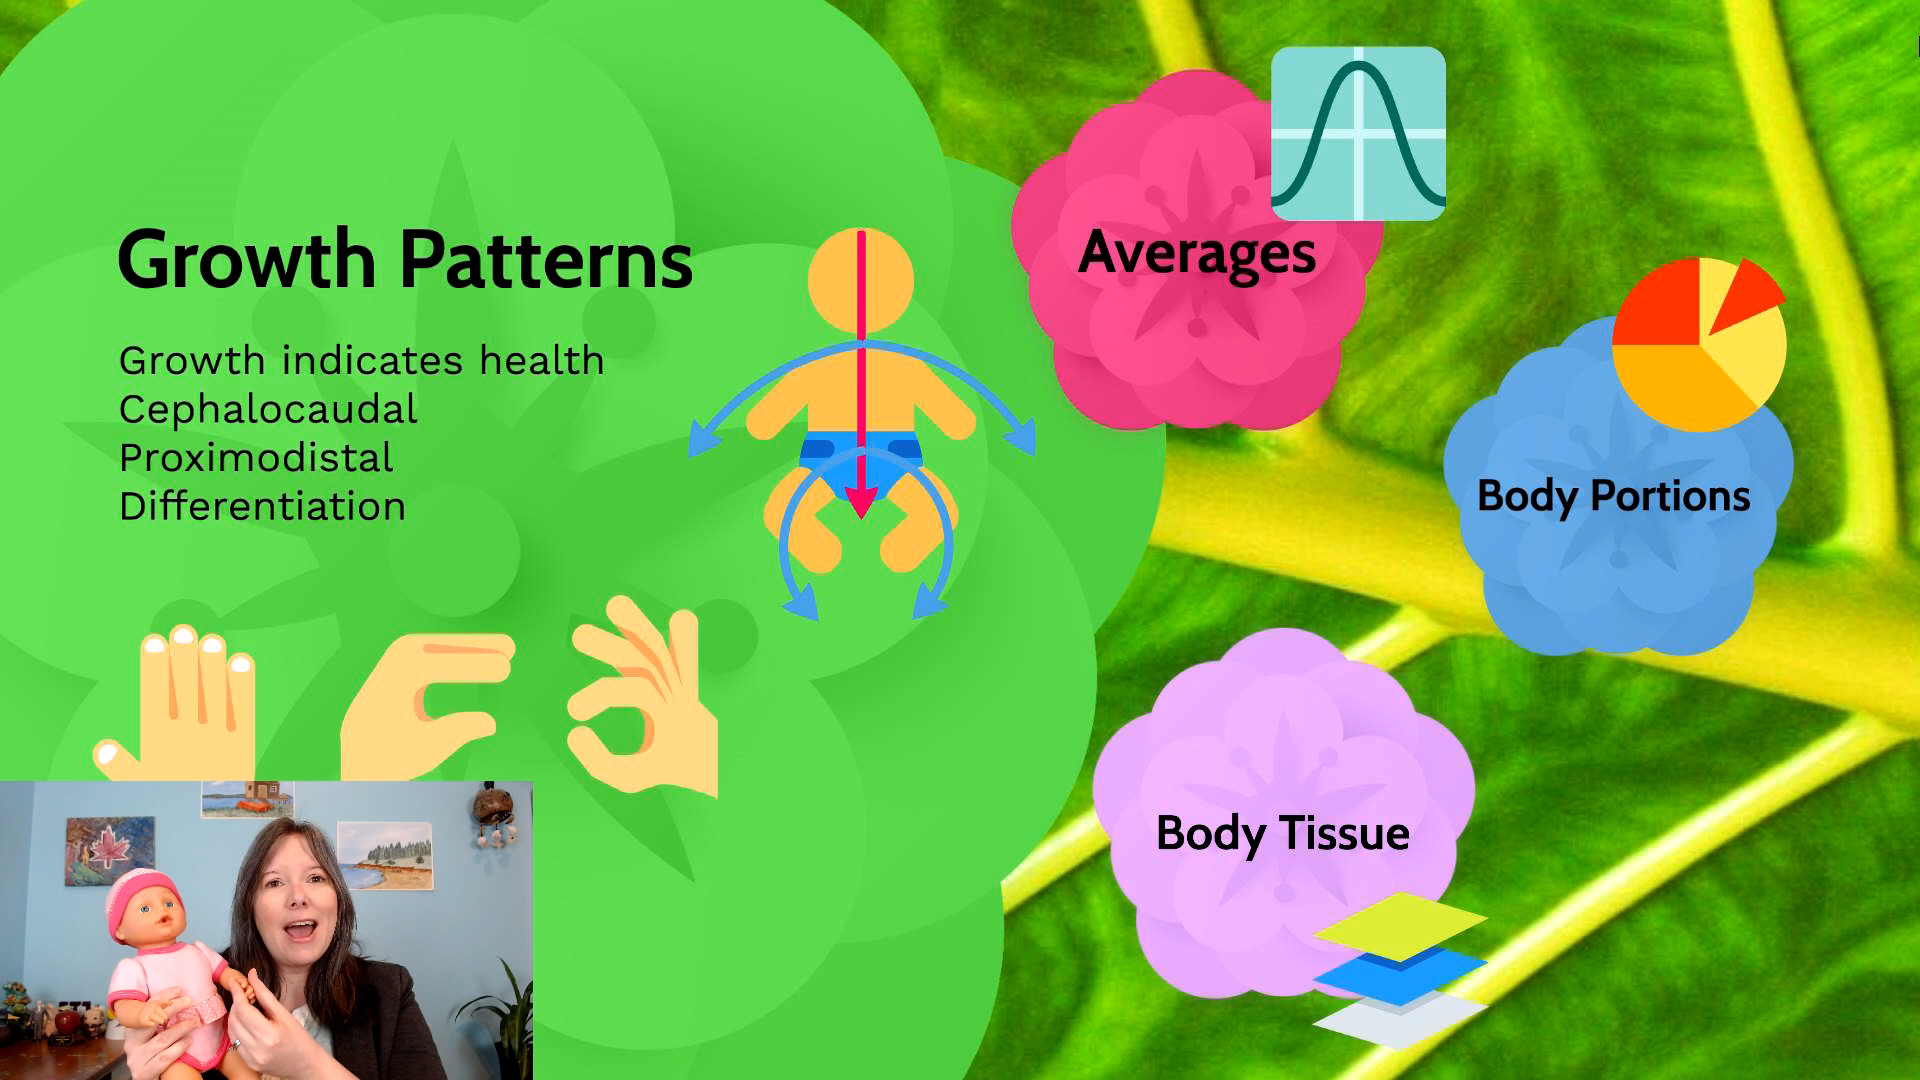 Growth Patterns
Growth indicates health
Cephalocaudal
Proximodistal
Differentiation
Averages
Body Portions
Body Tissue